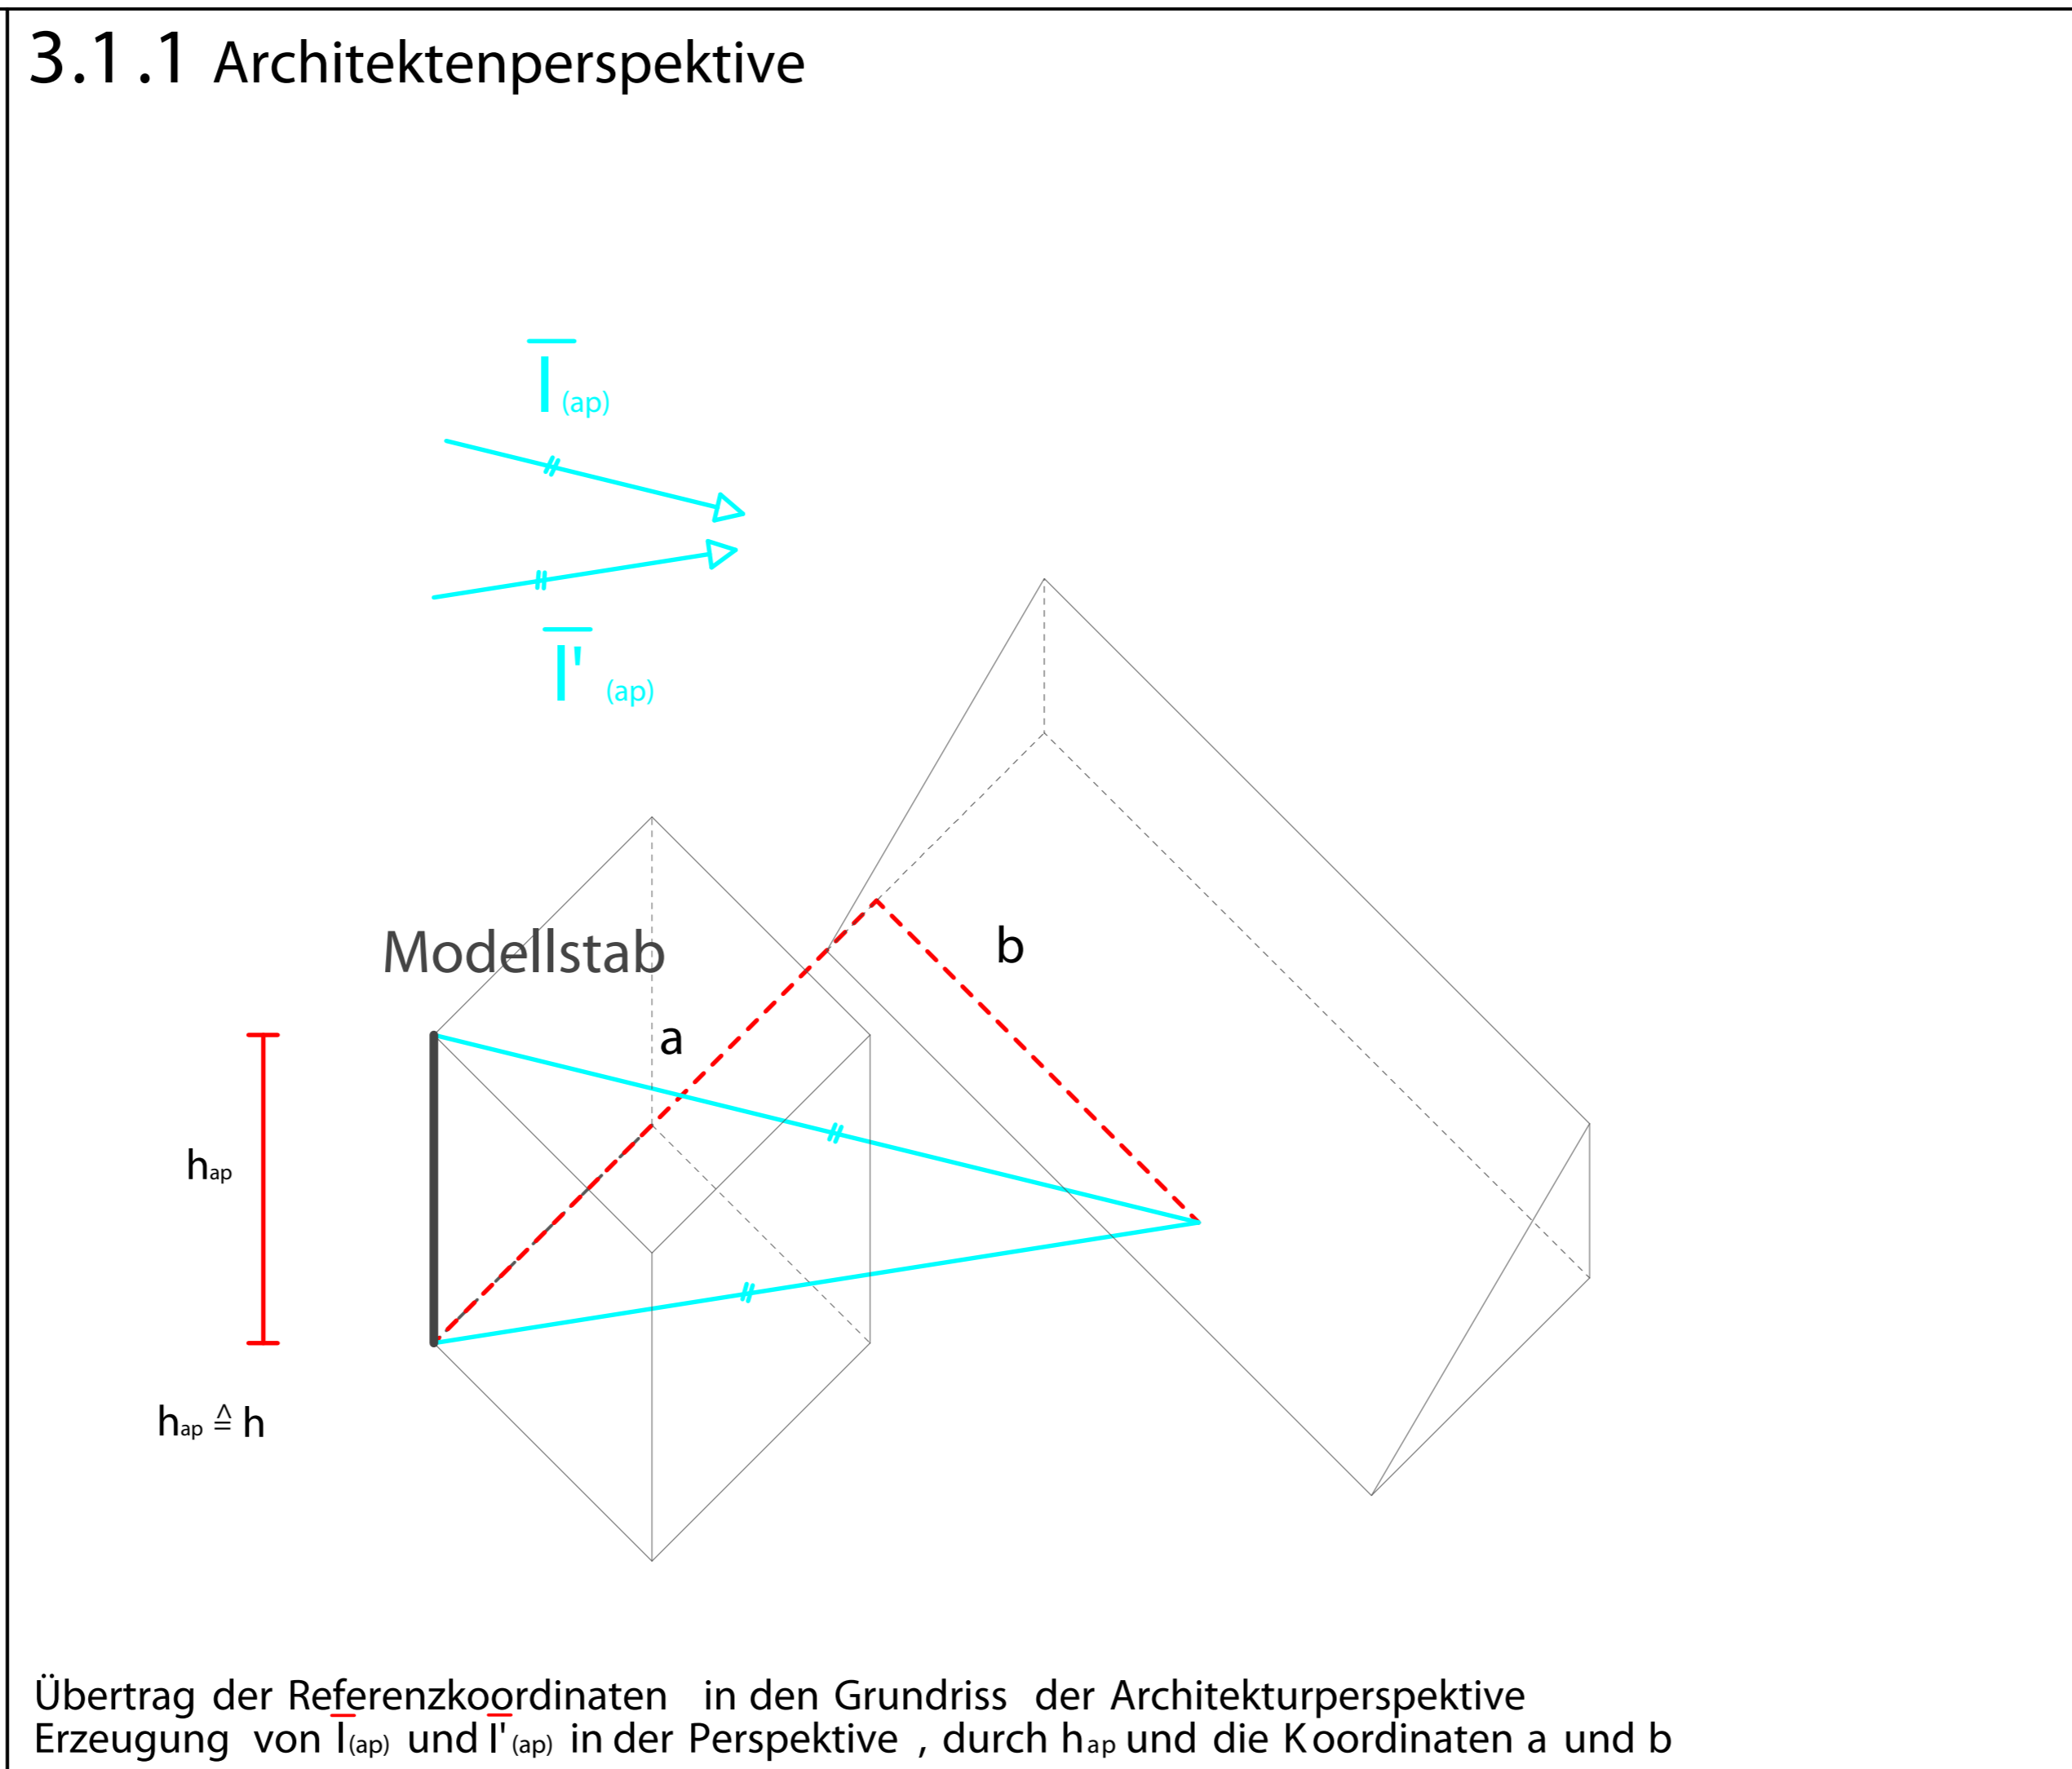 3.1.1 Architektenperspektive
l̅ (ap)
l̅' (ap)
Modellstab
b
a
hap
hap ≙ h
Übertrag der Referenzkoordinaten in den Grundriss der Architekturperspektive
Erzeugung von l̅(ap) und l̅'(ap) in der Perspektive , durch hap und die Koordinaten a und b